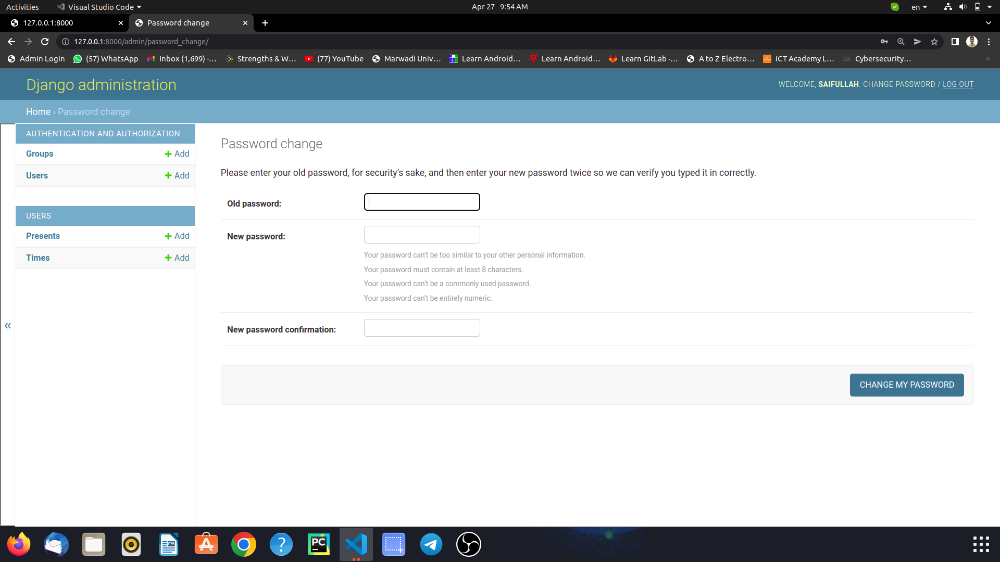 Activities Visual Studio Code Apr 27 9:54 AM en
127.0.0.1:8000 Password change
127.0.0.1:8000/admin/password_change/
Admin Login (57) WhatsApp Inbox (1,699) -... Strengths & W... (77) YouTube Marwadi Univ... Learn Android... Learn Android... Learn GitLab ·... A to Z Electro... ICT Academy L... Cybersecurity...
Django administration WELCOME, SAIFULLAH. CHANGE PASSWORD / LOG OUT
Home › Password change
AUTHENTICATION AND AUTHORIZATION
Groups Add
Users Add
USERS
Presents Add
Times Add
Password change
Please enter your old password, for security’s sake, and then enter your new password twice so we can verify you typed it in correctly.
Old password:
New password:
Your password can’t be too similar to your other personal information.
Your password must contain at least 8 characters.
Your password can’t be a commonly used password.
Your password can’t be entirely numeric.
New password confirmation:
CHANGE MY PASSWORD
PC